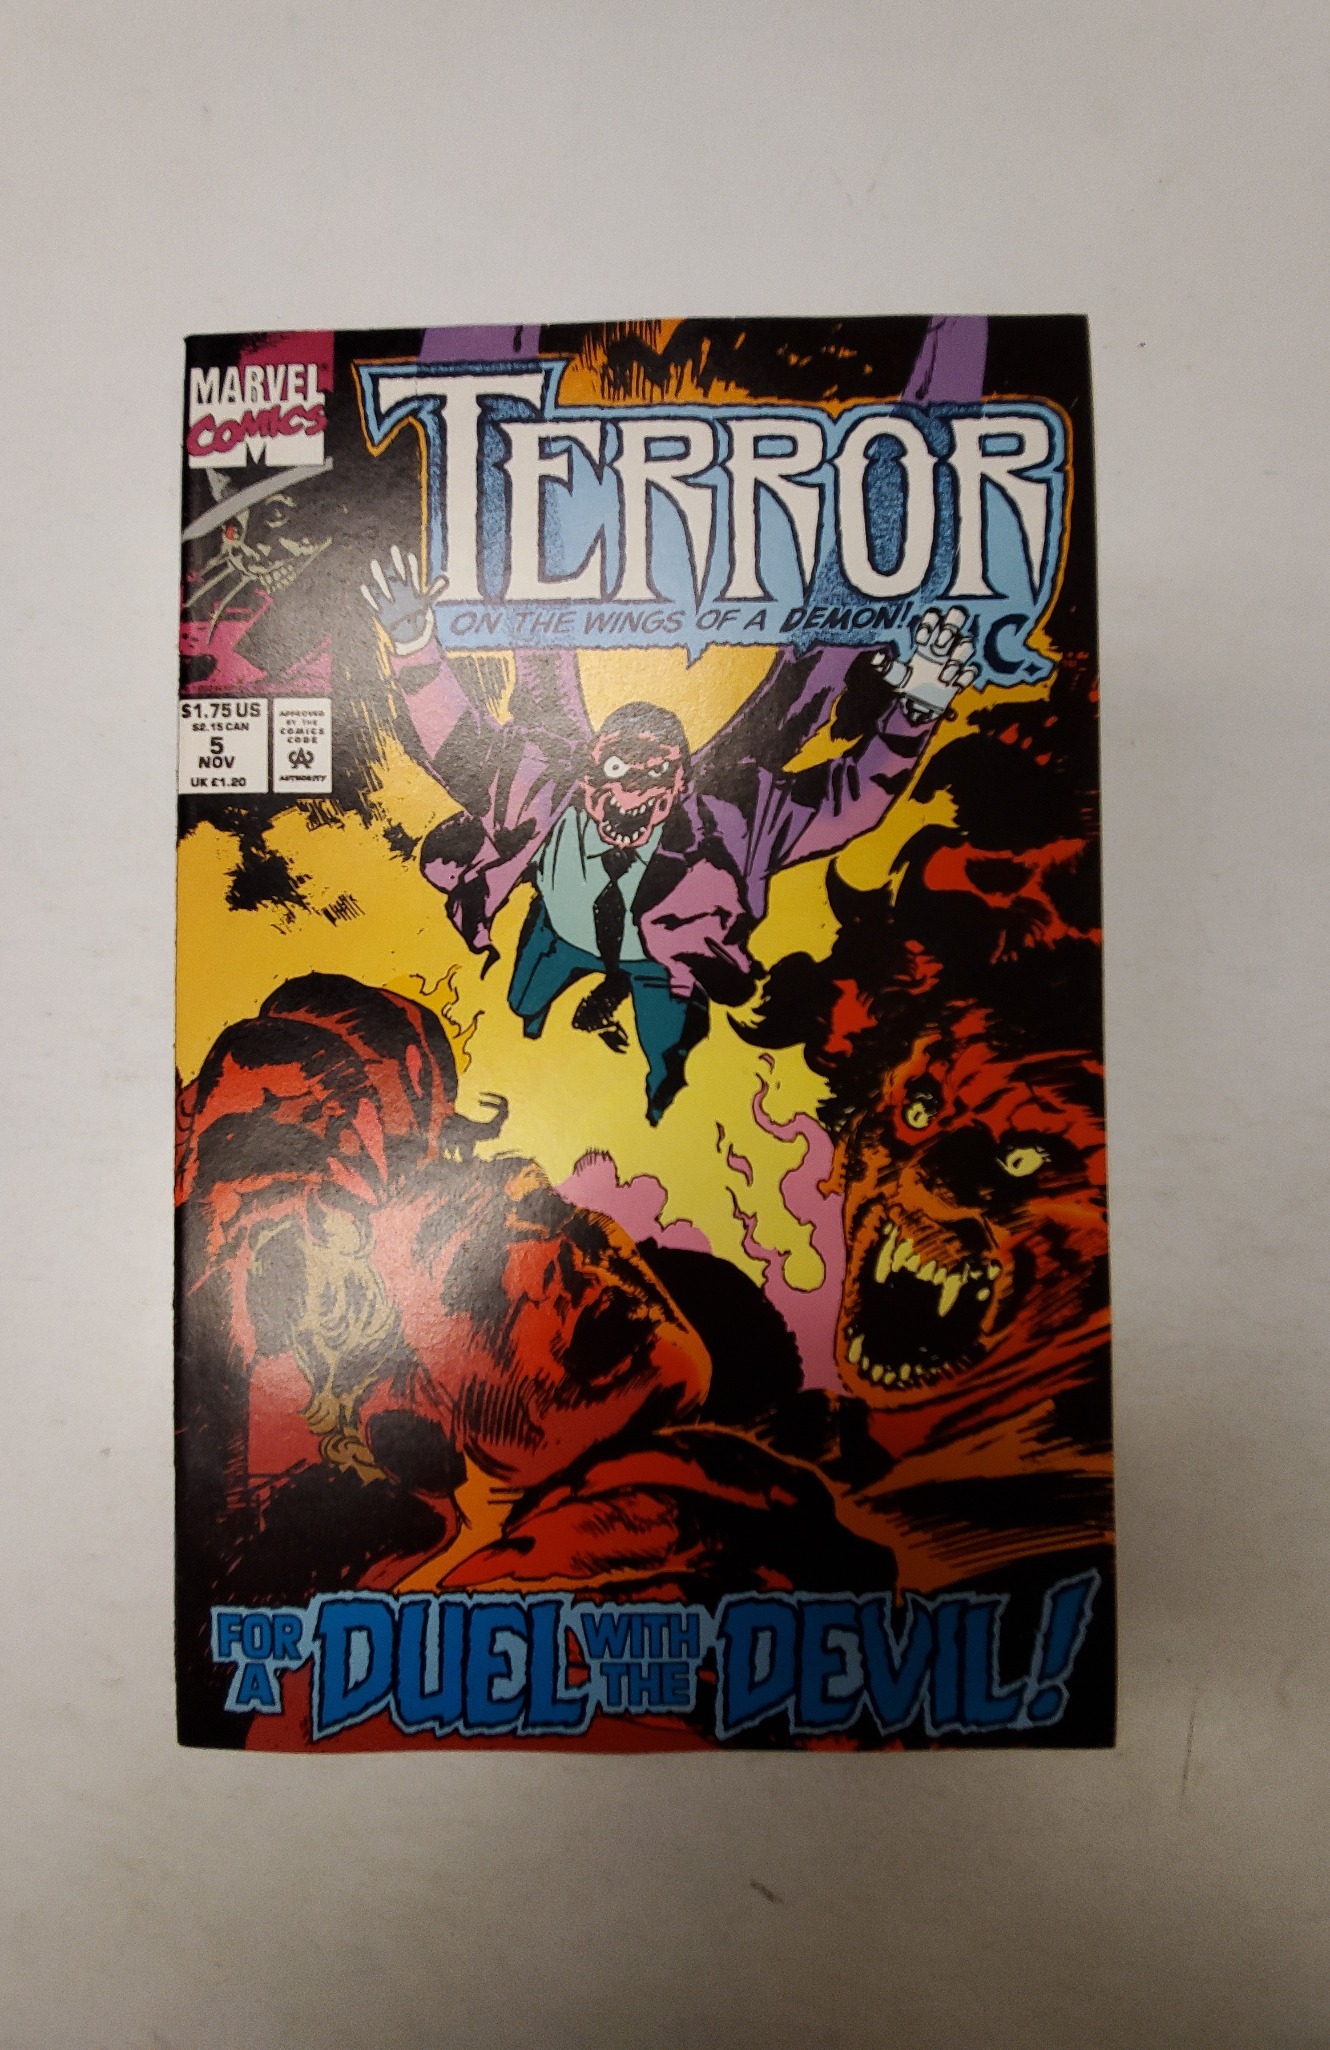 MARVEL
COMICS
TERROR
ON THE WINGS OF A DEMON!
C.
$1.75 US
$2.15 CAN
5
NOV
UK £1.20
APPROVED
BY THE
COMICS
CODE
CA
AUTHORITY
FOR A DUEL WITH THE DEVIL!